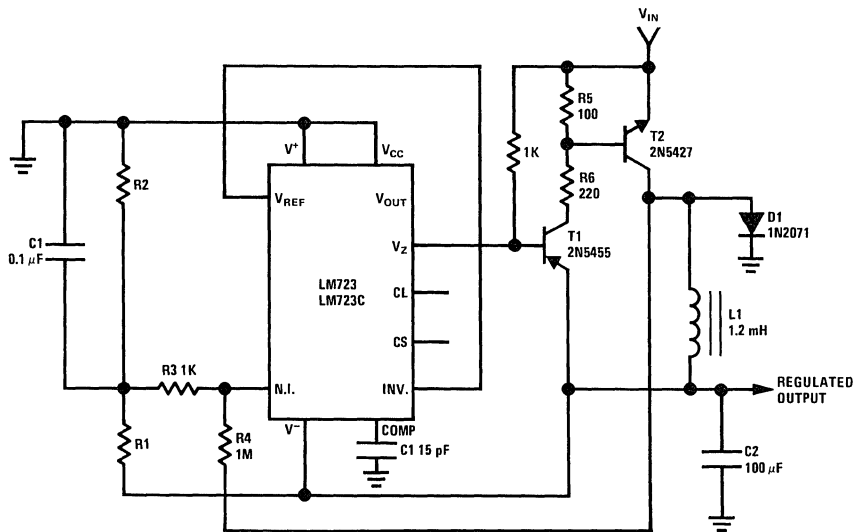 VIN
R5
100
T2
2N5427
V+
VCC
1K
R2
VREF
VOUT
R6
220
D1
1N2071
C1
0.1 μF
VZ
T1
2N5455
LM723
LM723C
CL
L1
1.2 mH
CS
R3 1K
N.I.
INV.
REGULATED
OUTPUT
R1
R4
1M
V−
COMP
C1 15 pF
C2
100 μF